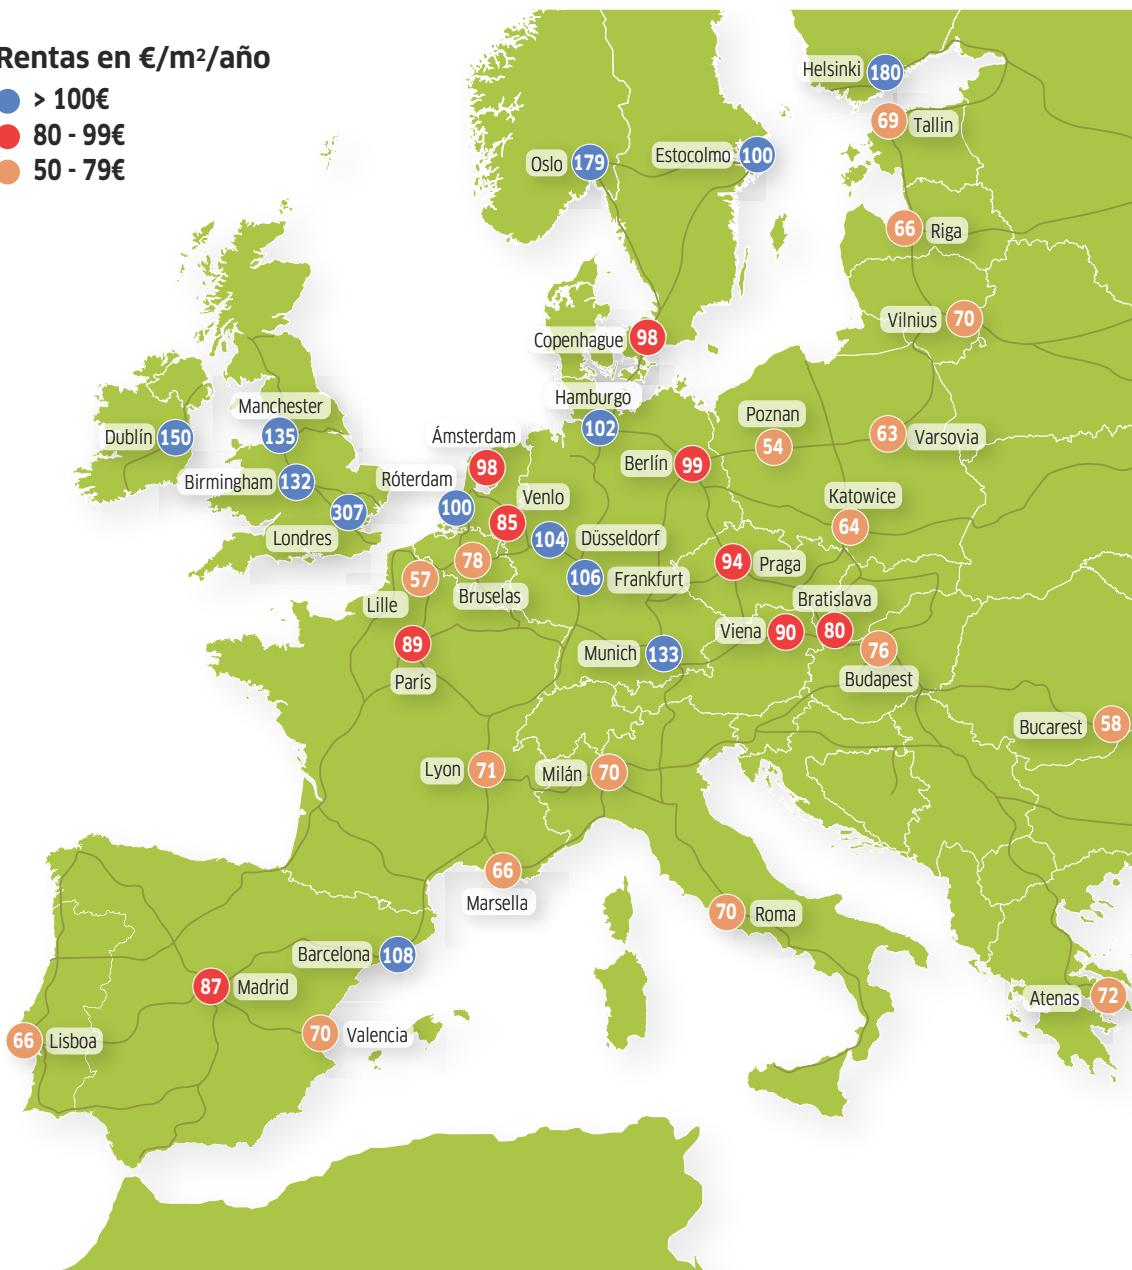 Rentas en €/m²/año
> 100€
80 - 99€
50 - 79€
Helsinki 180
69 Tallin
Oslo 179
Estocolmo 100
66 Riga
Vilnius 70
Copenhague 98
Hamburgo
102
Manchester
135
Dublín 150
Poznan
54
63 Varsovia
Ámsterdam
98
Berlín 99
Birmingham 132
Róterdam
100
Venlo
85
Katowice
64
307
Londres
104 Düsseldorf
78
Bruselas
57
Lille
106 Frankfurt
94 Praga
Bratislava
80
Viena 90
89
París
Munich 133
76
Budapest
Bucarest 58
Lyon 71
Milán 70
66
Marsella
70 Roma
Barcelona 108
87 Madrid
Atenas 72
66 Lisboa
70 Valencia